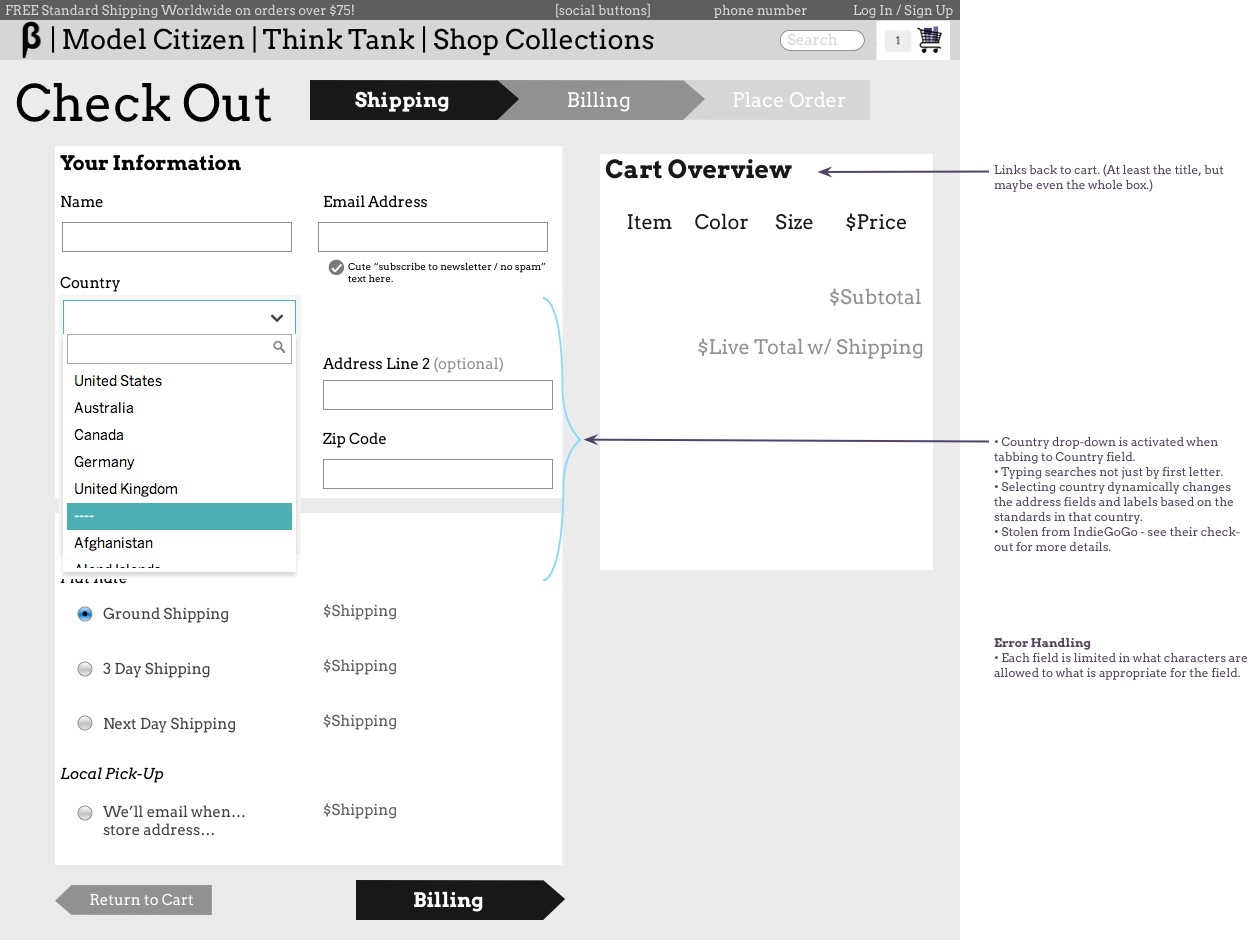 FREE Standard Shipping Worldwide on orders over $75! [social buttons] phone number Log In / Sign Up
β | Model Citizen | Think Tank | Shop Collections Search 1
Check Out Shipping Billing Place Order
Your Information
Name Email Address
Cute “subscribe to newsletter / no spam”
text here.
Country
United States
Australia
Canada
Germany
United Kingdom
----
Afghanistan
Address Line 2 (optional)
Zip Code
Flat Rate
Ground Shipping $Shipping
3 Day Shipping $Shipping
Next Day Shipping $Shipping
Local Pick-Up
We’ll email when... $Shipping
store address...
Return to Cart Billing
Cart Overview
Item Color Size $Price
$Subtotal
$Live Total w/ Shipping
Links back to cart. (At least the title, but
maybe even the whole box.)
• Country drop-down is activated when
tabbing to Country field.
• Typing searches not just by first letter.
• Selecting country dynamically changes
the address fields and labels based on the
standards in that country.
• Stolen from IndieGoGo - see their check-
out for more details.
Error Handling
• Each field is limited in what characters are
allowed to what is appropriate for the field.